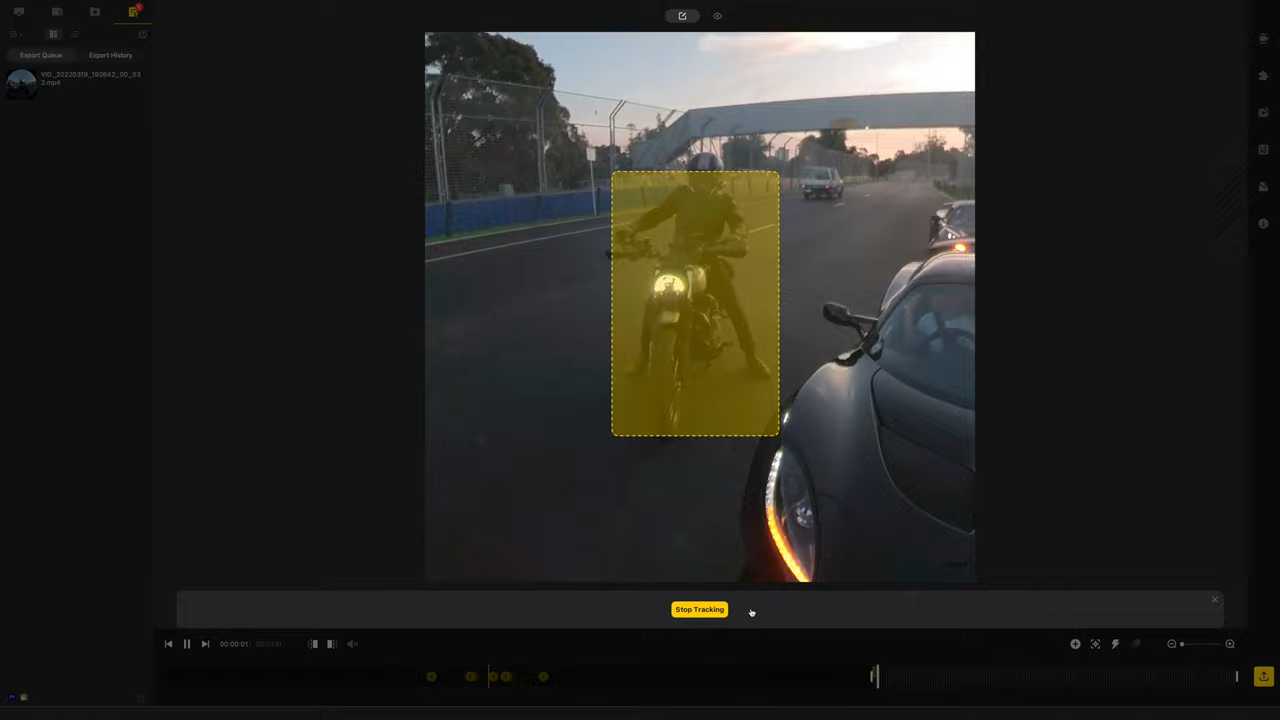 Export Queue
Export History
VID_20220319_192642_00_03
2.mp4
Stop Tracking
00:00:01